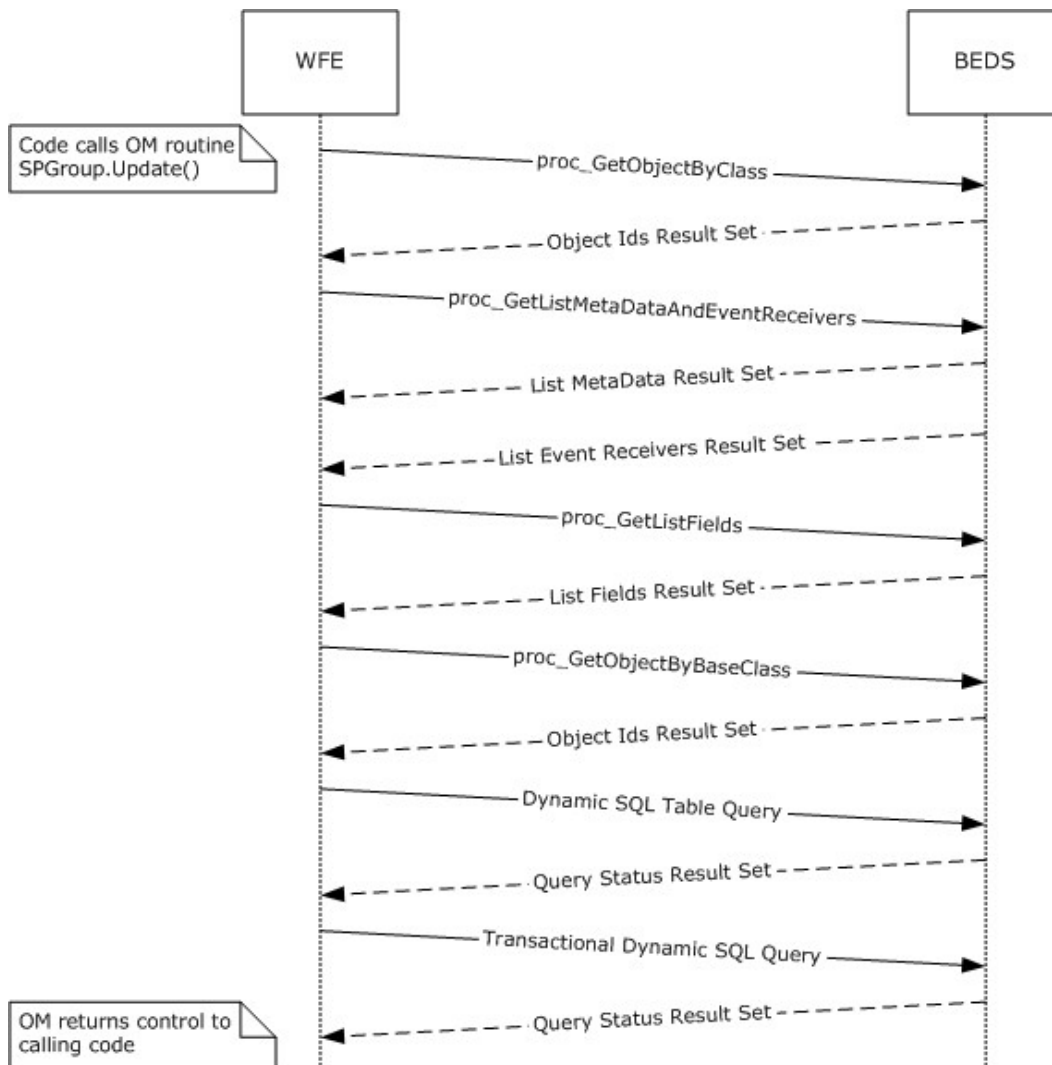 WFE
BEDS
Code calls OM routine
SPGroup.Update()
proc_GetObjectByClass
Object Ids Result Set
proc_GetListMetaDataAndEventReceivers
List MetaData Result Set
List Event Receivers Result Set
proc_GetListFields
List Fields Result Set
proc_GetObjectByBaseClass
Object Ids Result Set
Dynamic SQL Table Query
Query Status Result Set
Transactional Dynamic SQL Query
OM returns control to
calling code
Query Status Result Set